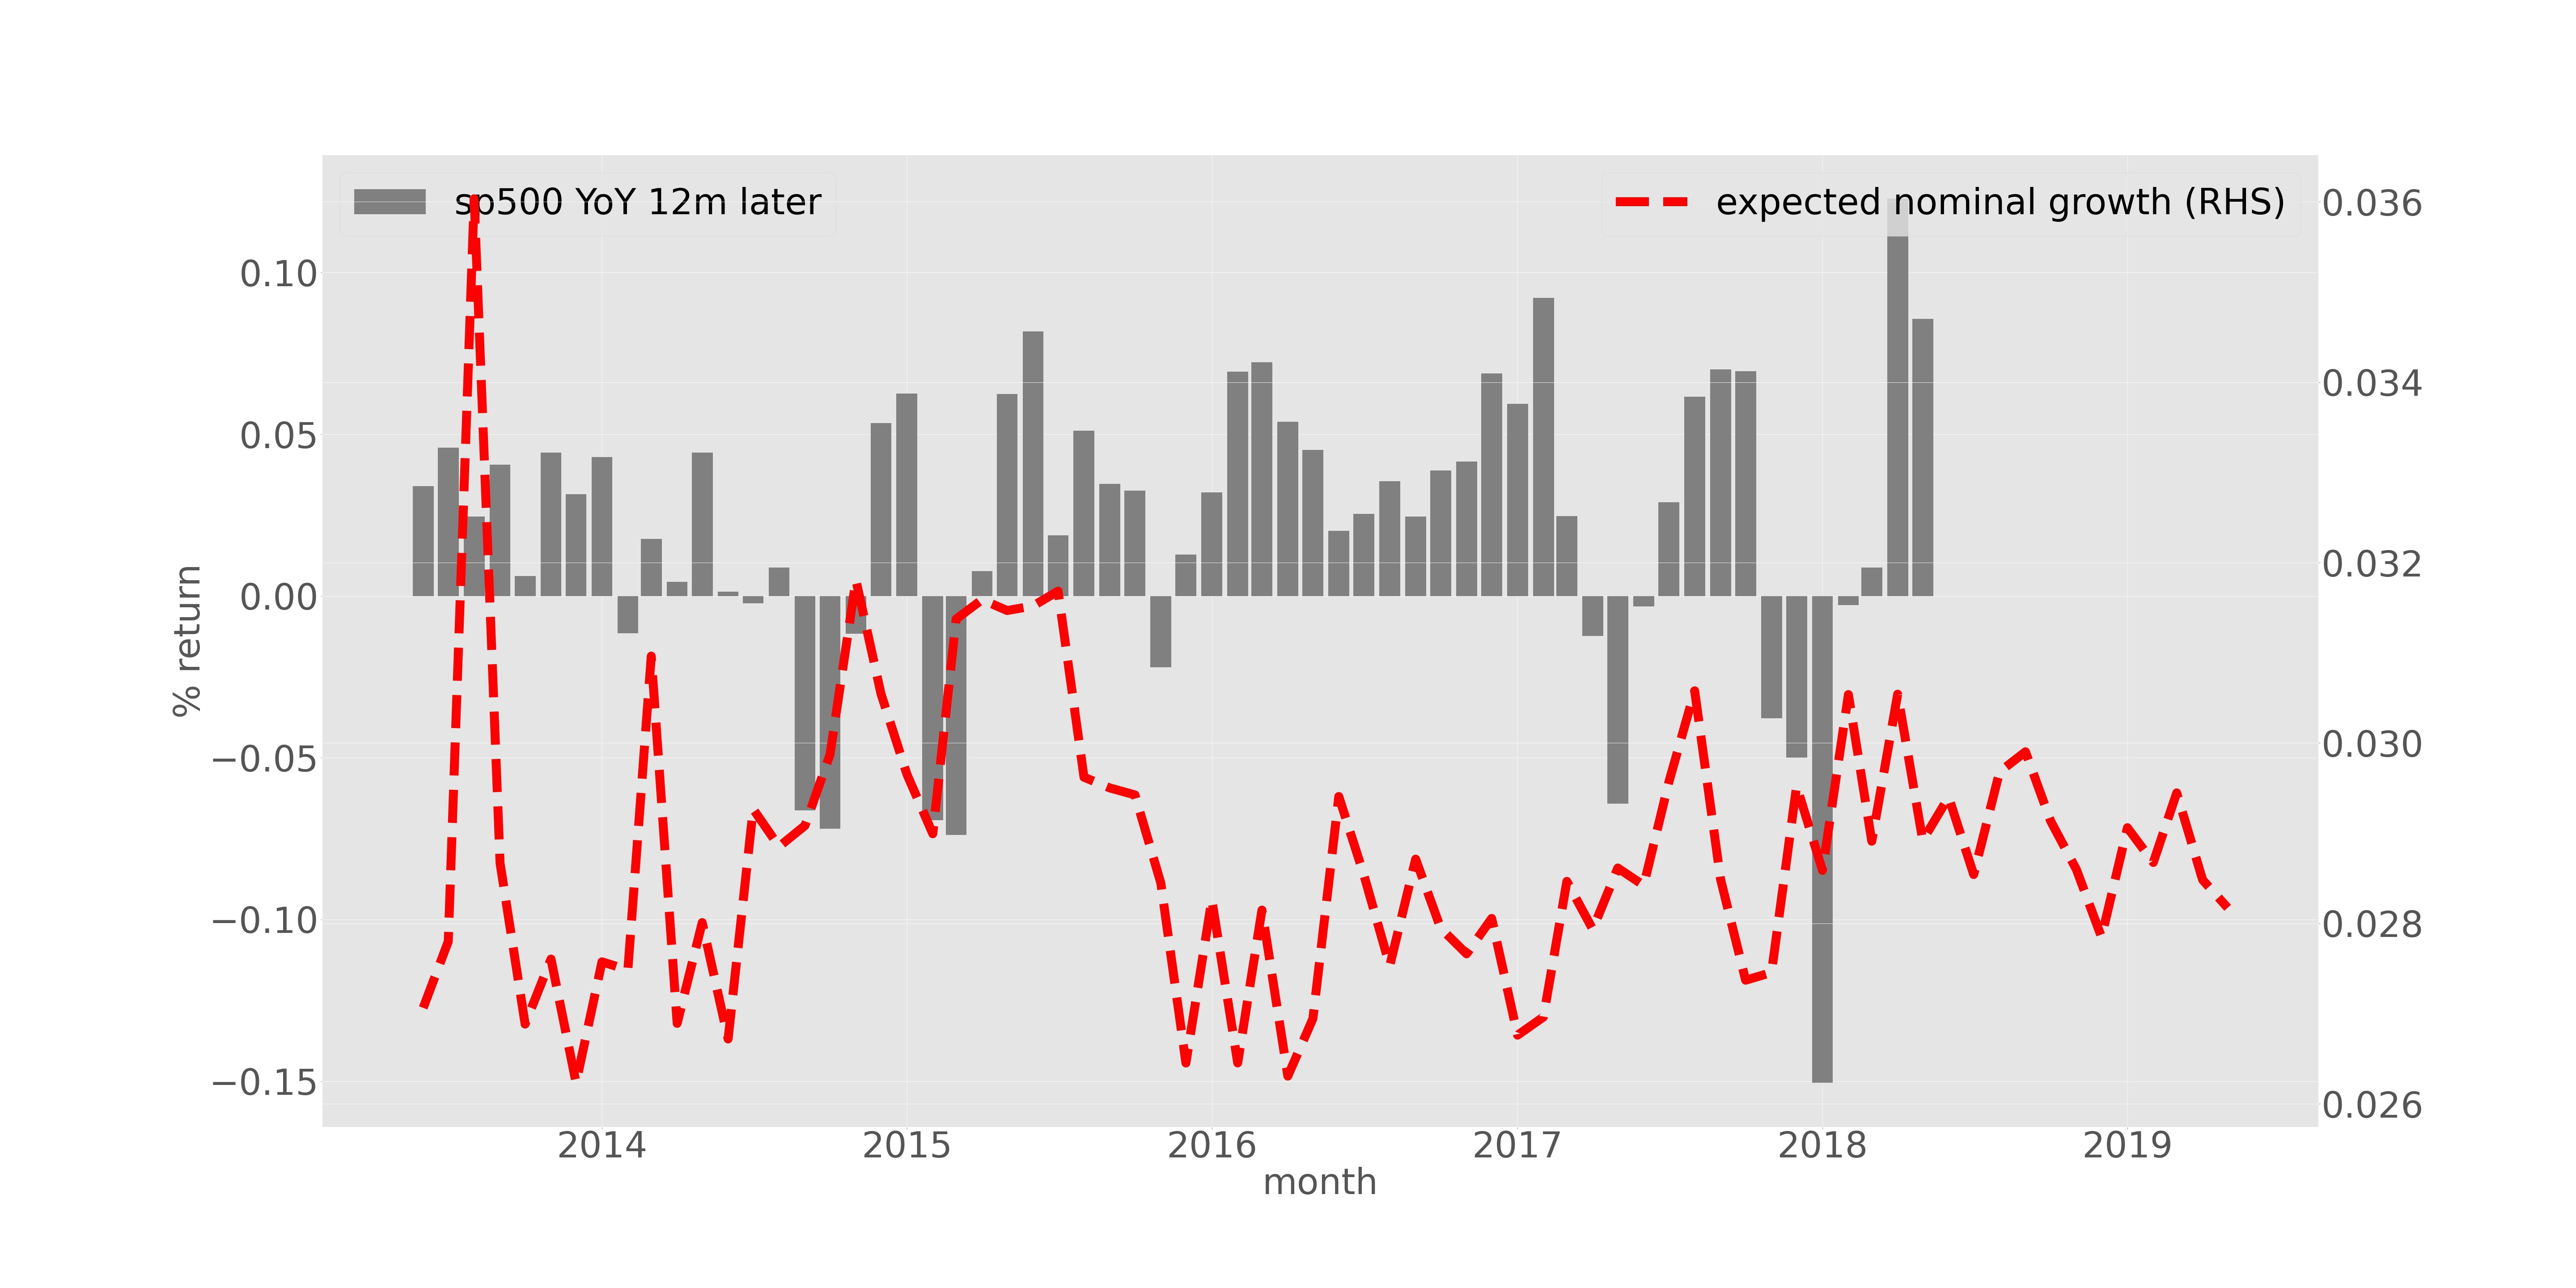 sp500 YoY 12m later
expected nominal growth (RHS)
0.10
0.05
0.00
−0.05
−0.10
−0.15
% return
0.036
0.034
0.032
0.030
0.028
0.026
2014 2015 2016 2017 2018 2019
month